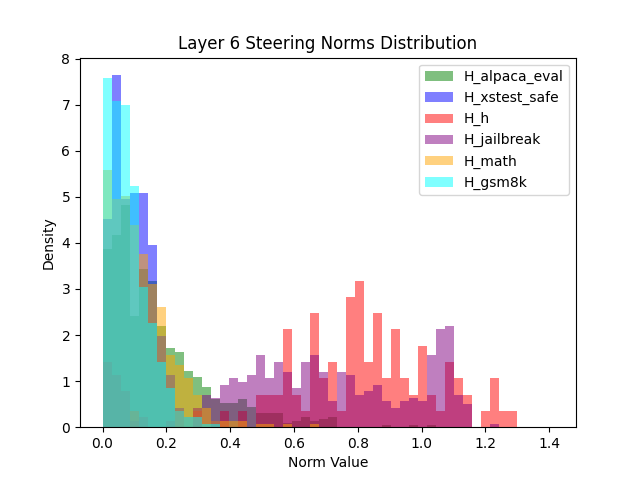 Layer 6 Steering Norms Distribution
8
7
6
5
4
3
2
1
0
Density
H_alpaca_eval
H_xstest_safe
H_h
H_jailbreak
H_math
H_gsm8k
0.0 0.2 0.4 0.6 0.8 1.0 1.2 1.4
Norm Value